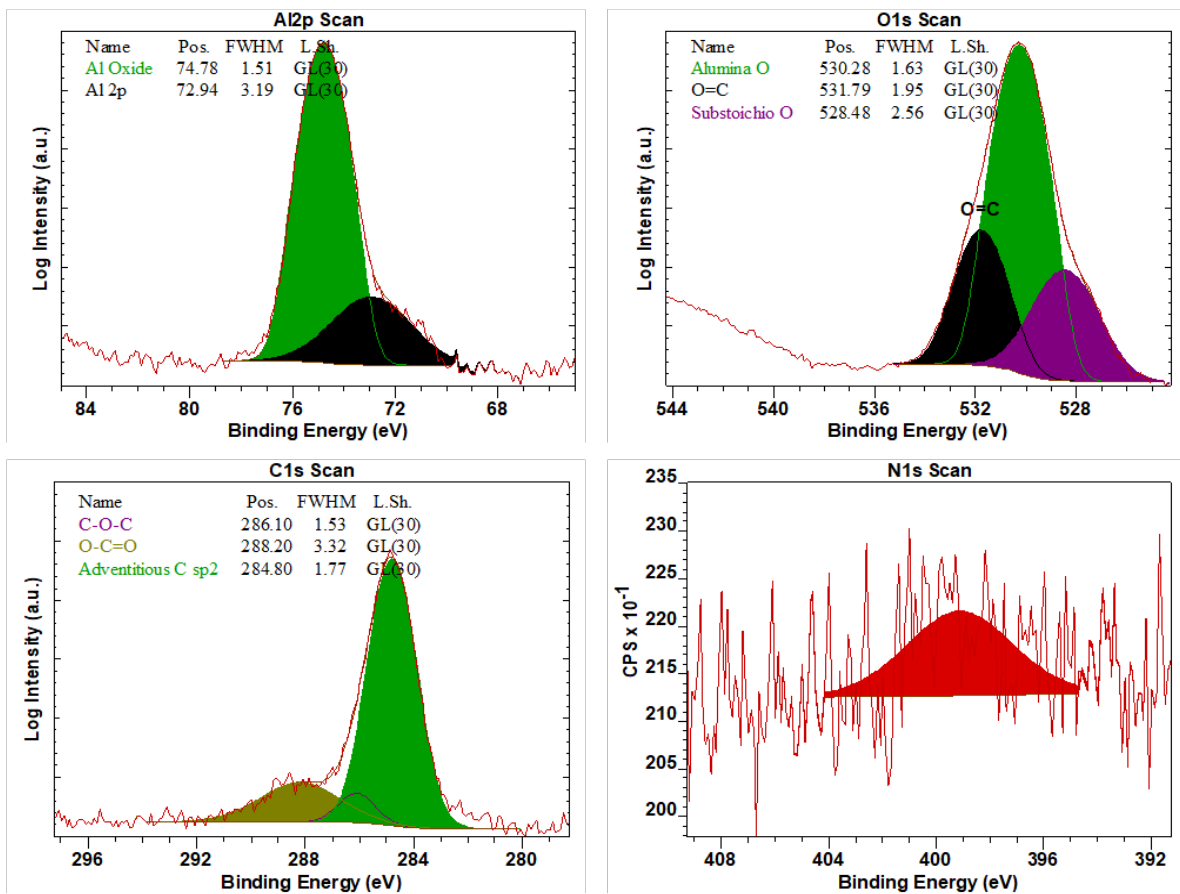 Al2p Scan
Name Pos. FWHM L.Sh.
Al Oxide 74.78 1.51 GL(30)
Al 2p 72.94 3.19 GL(30)
Log Intensity (a.u.)
84 80 76 72 68
Binding Energy (eV)
O1s Scan
Name Pos. FWHM L.Sh.
Alumina O 530.28 1.63 GL(30)
O=C 531.79 1.95 GL(30)
Substoichio O 528.48 2.56 GL(30)
O=C
Log Intensity (a.u.)
544 540 536 532 528
Binding Energy (eV)
C1s Scan
Name Pos. FWHM L.Sh.
C-O-C 286.10 1.53 GL(30)
O-C=O 288.20 3.32 GL(30)
Adventitious C sp2 284.80 1.77 GL(30)
Log Intensity (a.u.)
296 292 288 284 280
Binding Energy (eV)
N1s Scan
235
230
225
220
215
210
205
200
CPS x 10⁻¹
408 404 400 396 392
Binding Energy (eV)